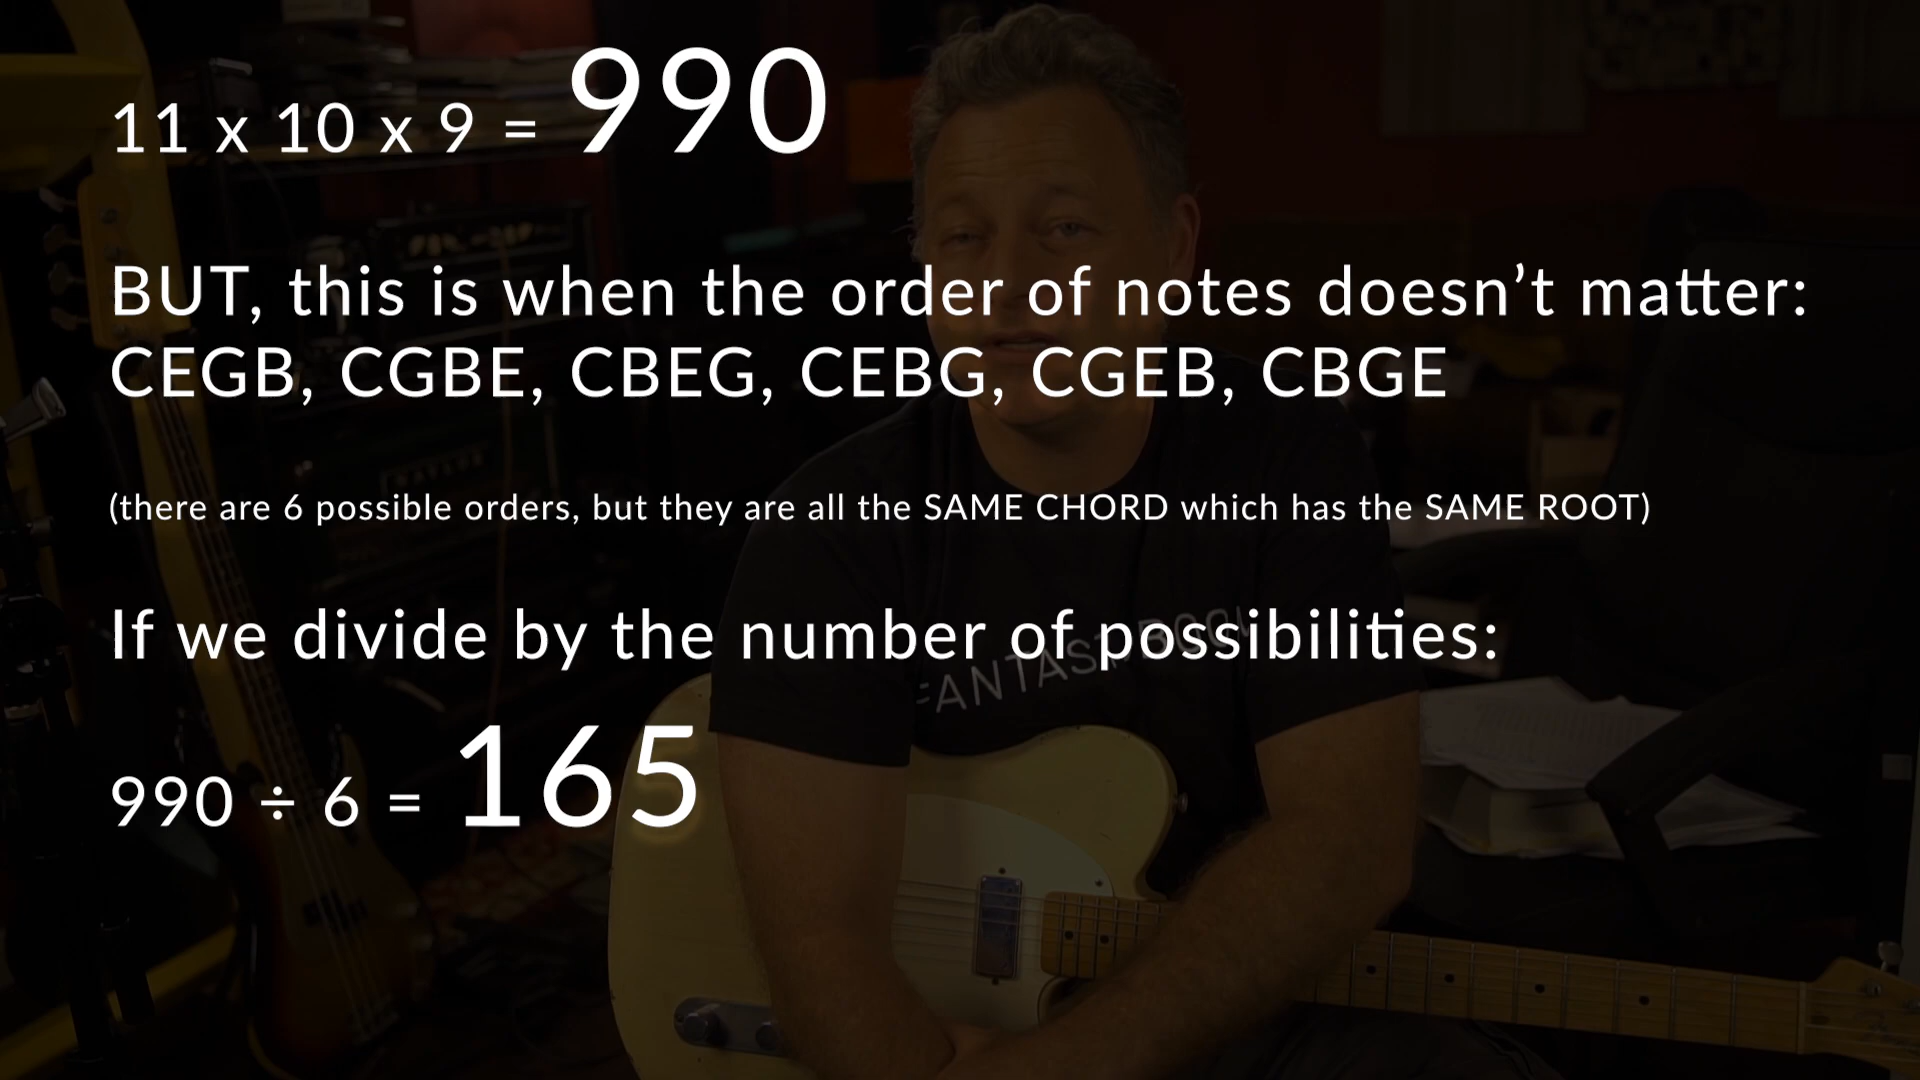 11 x 10 x 9 = 990
BUT, this is when the order of notes doesn’t matter:
CEGB, CGBE, CBEG, CEBG, CGEB, CBGE
(there are 6 possible orders, but they are all the SAME CHORD which has the SAME ROOT)
If we divide by the number of possibilities:
990 ÷ 6 = 165